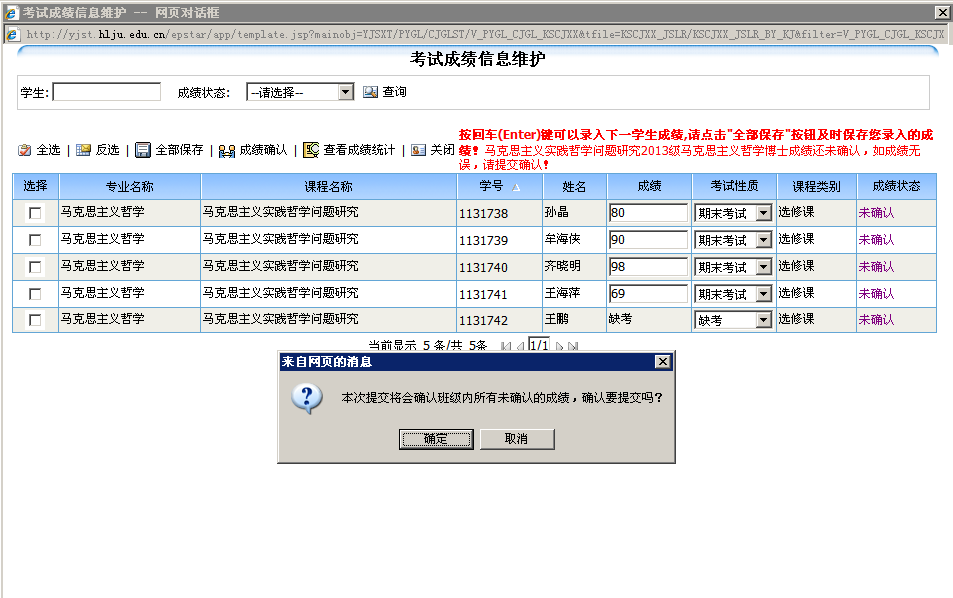 考试成绩信息维护 -- 网页对话框
http://yjst.hlju.edu.cn/epstar/app/template.jsp?mainobj=YJSXT/PYGL/CJGLST/V_PYGL_CJGL_KSCJXX&tfile=KSCJXX_JSLR/KSCJXX_JSLR_BY_KJ&filter=V_PYGL_CJGL_KSCJX
考试成绩信息维护
学生: 成绩状态: --请选择-- 查询
按回车(Enter)键可以录入下一学生成绩,请点击"全部保存"按钮及时保存您录入的成
全选 | 反选 | 全部保存 | 成绩确认 | 查看成绩统计 | 关闭 绩! 马克思主义实践哲学问题研究2013级马克思主义哲学博士成绩还未确认，如成绩无
误，请提交确认!
选择 专业名称 课程名称 学号 姓名 成绩 考试性质 课程类别 成绩状态
马克思主义哲学 马克思主义实践哲学问题研究 1131738 孙晶 80 期末考试 选修课 未确认
马克思主义哲学 马克思主义实践哲学问题研究 1131739 牟海侠 90 期末考试 选修课 未确认
马克思主义哲学 马克思主义实践哲学问题研究 1131740 齐晓明 98 期末考试 选修课 未确认
马克思主义哲学 马克思主义实践哲学问题研究 1131741 王海萍 69 期末考试 选修课 未确认
马克思主义哲学 马克思主义实践哲学问题研究 1131742 王鹏 缺考 缺考 选修课 未确认
当前显示 5 条/共 5条 1/1
来自网页的消息
本次提交将会确认班级内所有未确认的成绩，确认要提交吗?
确定 取消